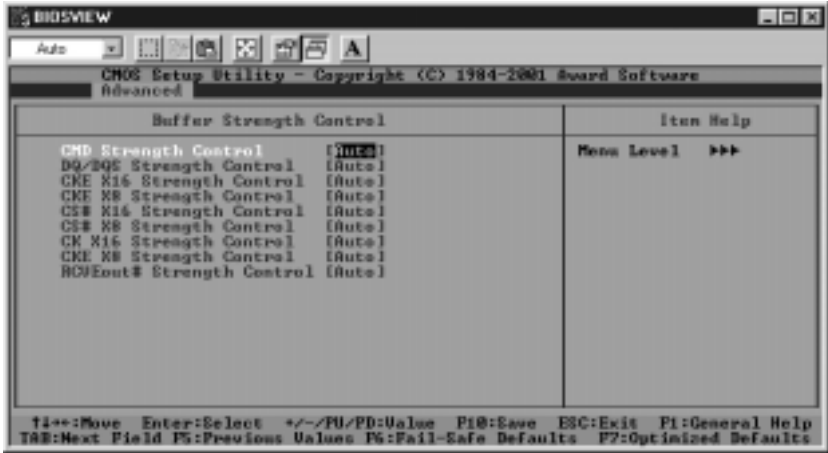 BIOSVIEW
Auto
A
CMOS Setup Utility - Copyright (C) 1984-2001 Award Software
Advanced
Buffer Strength Control
Item Help
CMD Strength Control [Auto]
Menu Level ▶▶▶
DQ/DQS Strength Control [Auto]
CKE X16 Strength Control [Auto]
CKE X8 Strength Control [Auto]
CS# X16 Strength Control [Auto]
CS# X8 Strength Control [Auto]
CK X16 Strength Control [Auto]
CKE X8 Strength Control [Auto]
RCVEout# Strength Control [Auto]
↑↓→←:Move Enter:Select +/-/PU/PD:Value F10:Save ESC:Exit F1:General Help
TAB:Next Field F5:Previous Values F6:Fail-Safe Defaults F7:Optimized Defaults